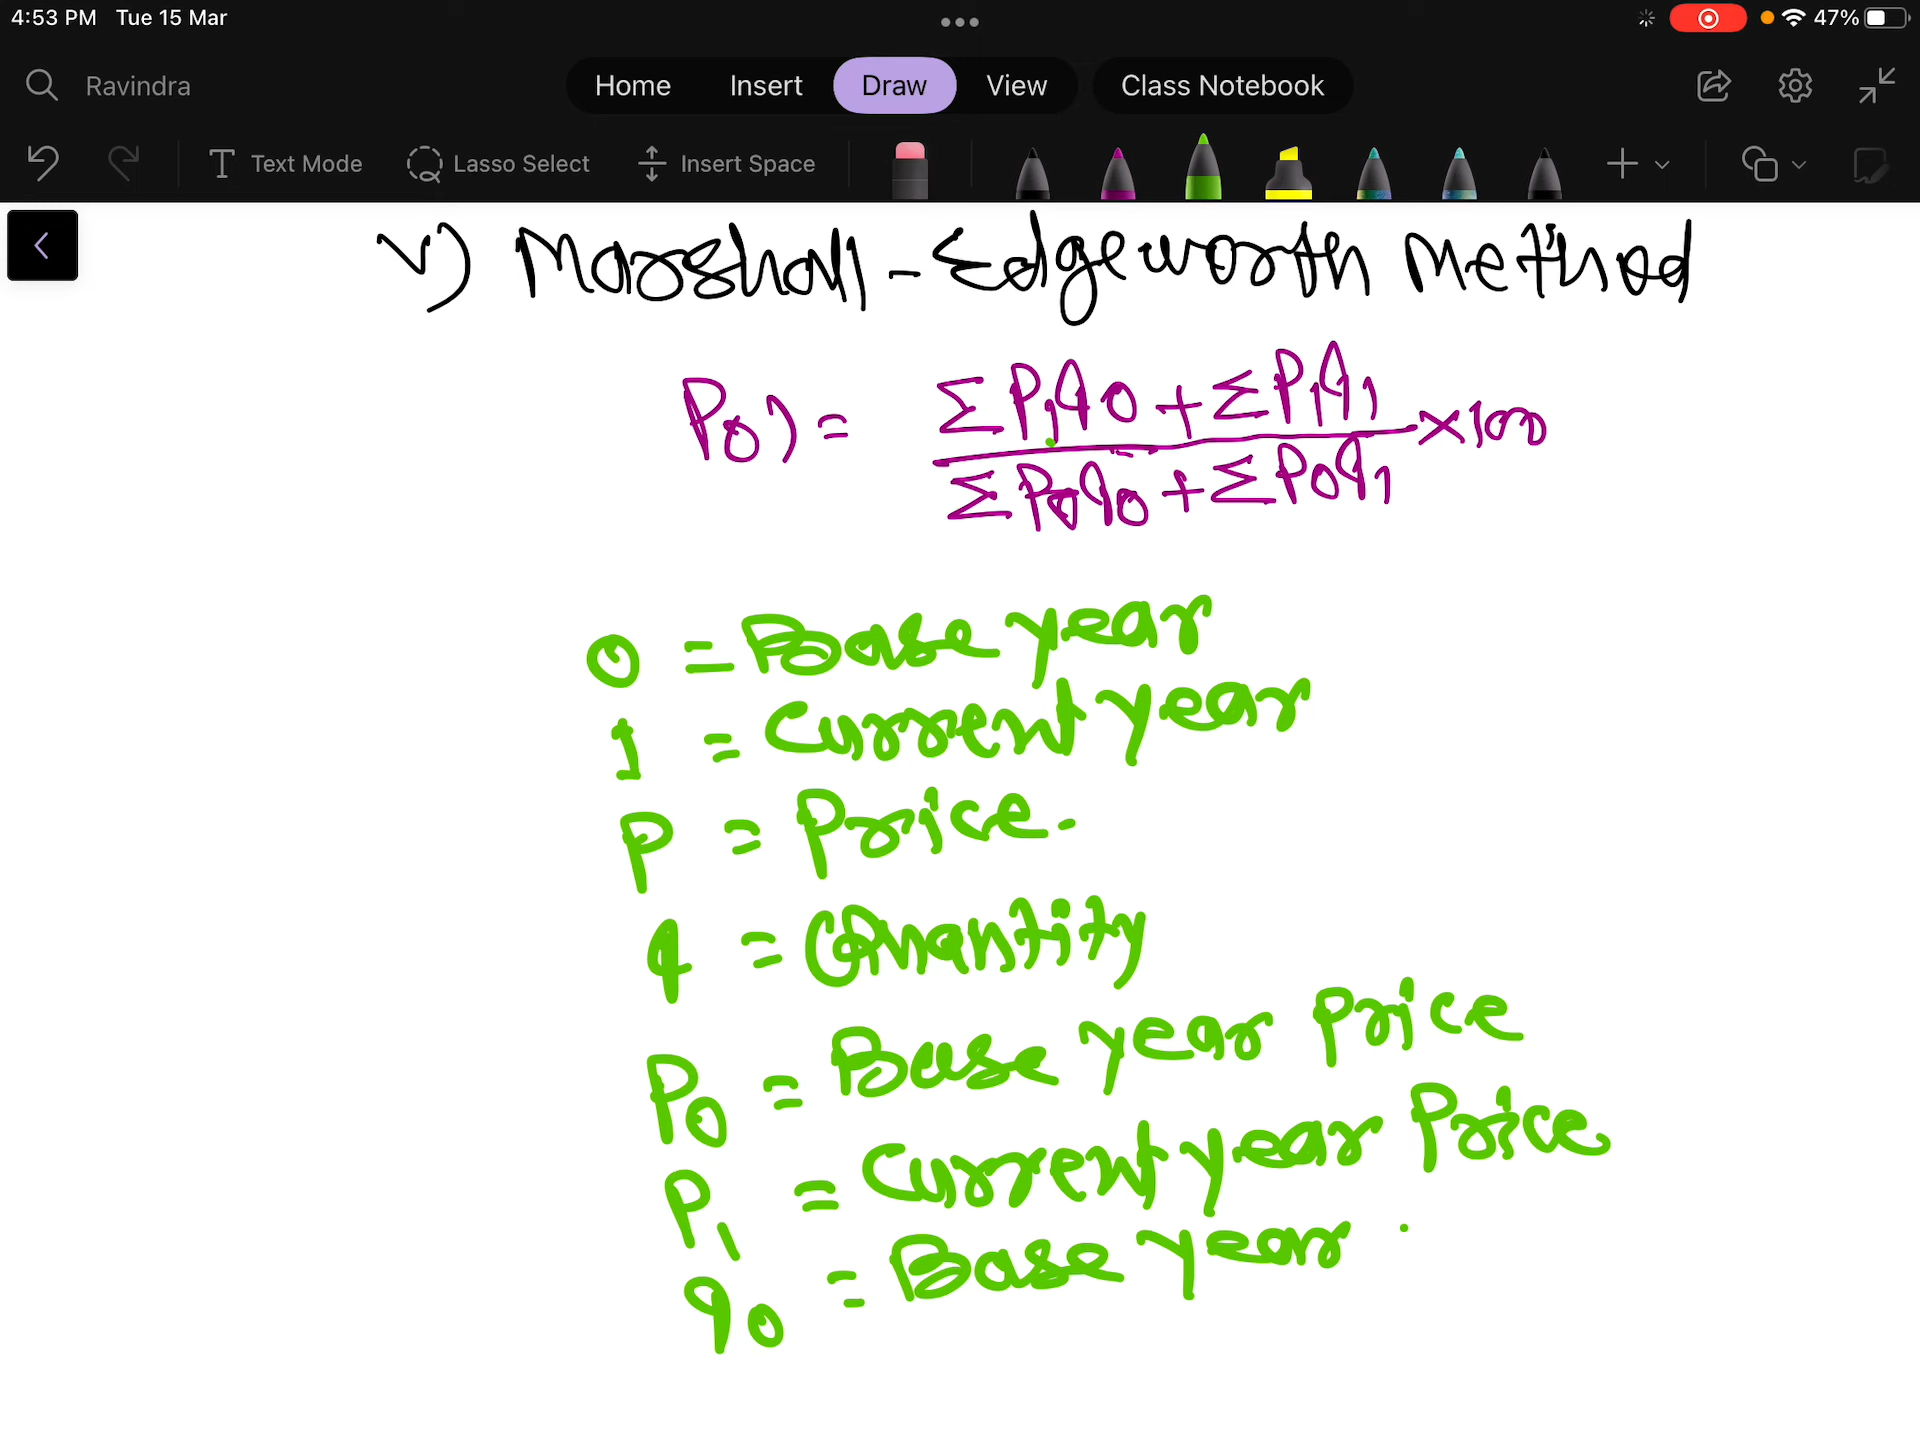 4:53 PM Tue 15 Mar 47%
Ravindra Home Insert Draw View Class Notebook
Text Mode Lasso Select Insert Space
v) Marshall - Edgeworth Method
P01 = ΣP1q0 + ΣP1q1 / ΣP0q0 + ΣP0q1 × 100
0 = Base year
1 = Current year
P = Price.
q = Quantity
P0 = Base year price
P1 = Current year Price
q0 = Base year